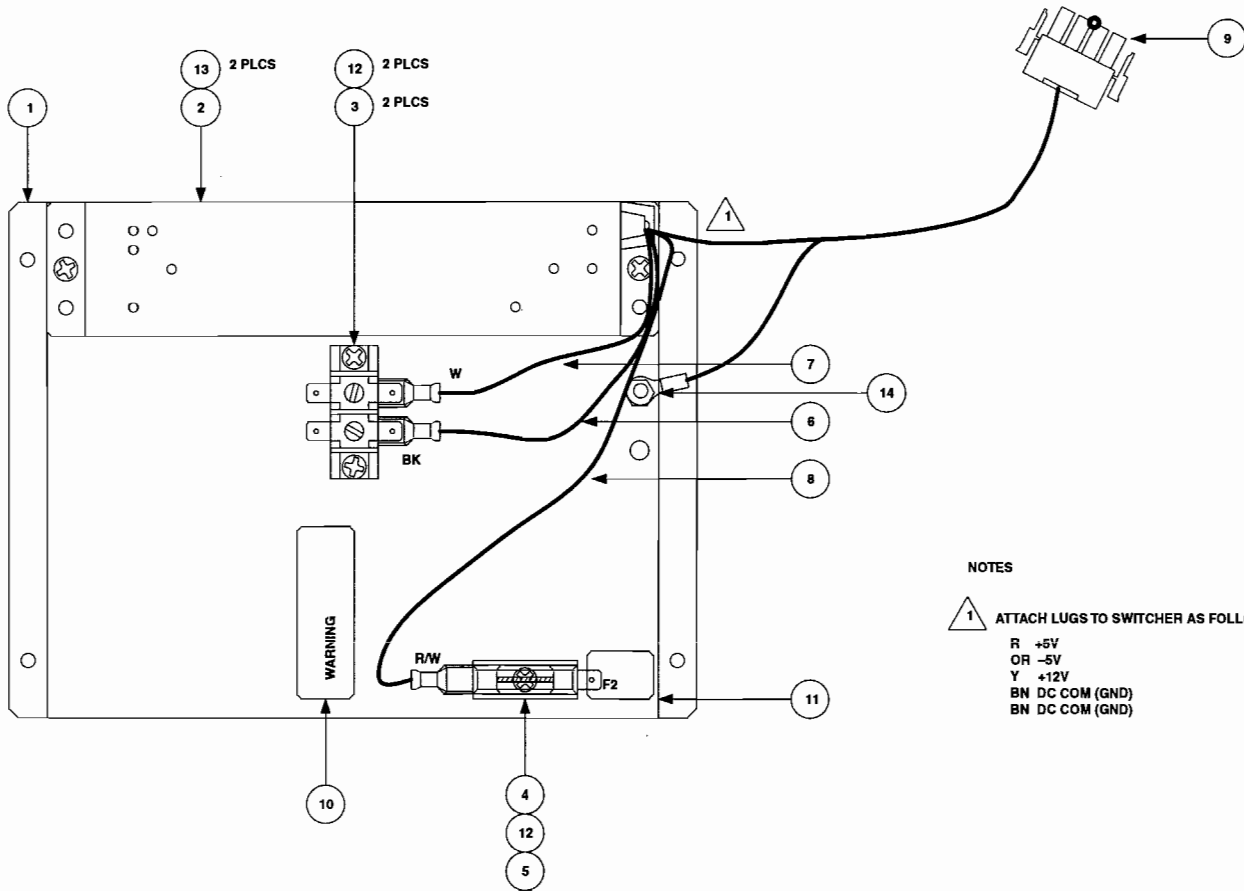 13 2 PLCS
12 2 PLCS
9
1
2
3 2 PLCS
1
W
7
14
6
BK
8
NOTES
1 ATTACH LUGS TO SWITCHER AS FOLL
R +5V
OR –5V
Y +12V
BN DC COM (GND)
BN DC COM (GND)
WARNING
R/W
F2
11
10
4
12
5